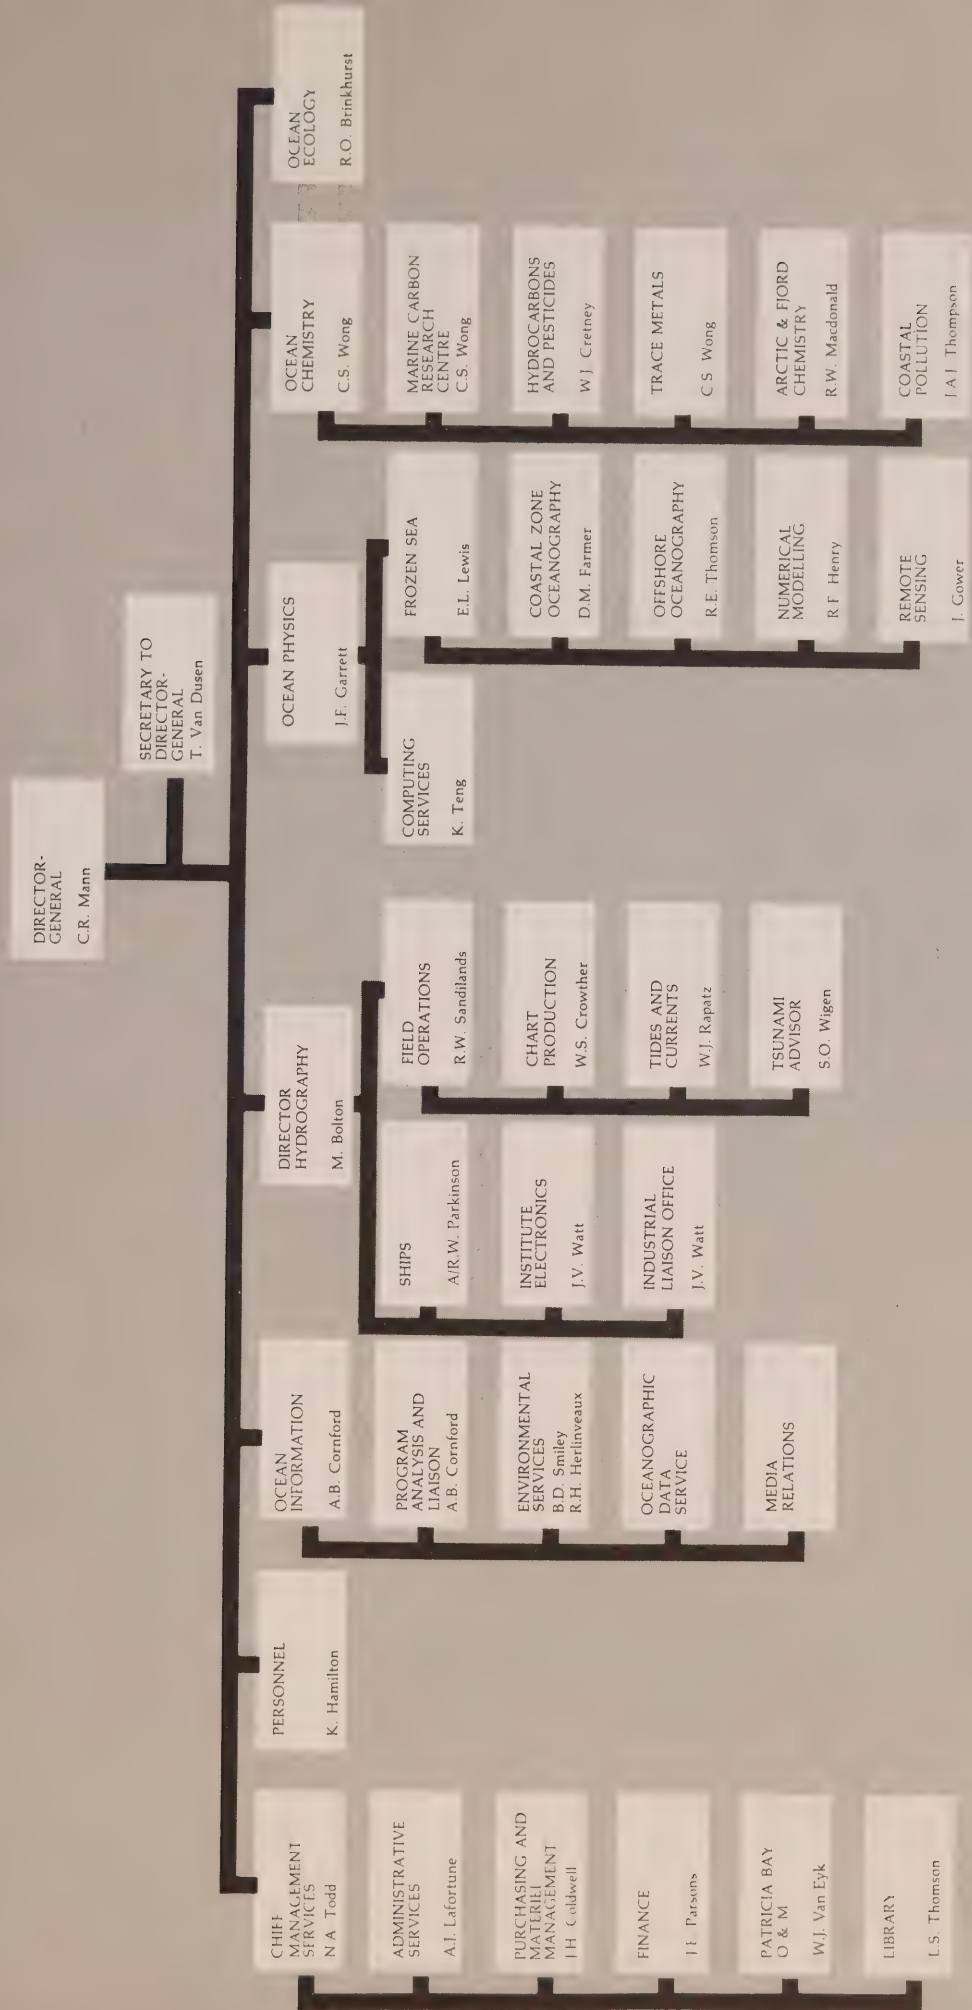 DIRECTOR-
GENERAL
C.R. Mann
SECRETARY TO
DIRECTOR-
GENERAL
T. Van Dusen
CHIEF
MANAGEMENT
SERVICES
N A Todd
ADMINISTRATIVE
SERVICES
A.J. Lafortune
PURCHASING AND
MATERIEL
MANAGEMENT
J H Coldwell
FINANCE
J E Parsons
PATRICIA BAY
O & M
W.J. Van Eyk
LIBRARY
L.S. Thomson
PERSONNEL
K. Hamilton
OCEAN
INFORMATION
A.B. Cornford
PROGRAM
ANALYSIS AND
LIAISON
A.B. Cornford
ENVIRONMENTAL
SERVICES
B.D. Smiley
R.H. Herlinveaux
OCEANOGRAPHIC
DATA
SERVICE
MEDIA
RELATIONS
DIRECTOR
HYDROGRAPHY
M. Bolton
SHIPS
A/R.W. Parkinson
INSTITUTE
ELECTRONICS
J.V. Watt
INDUSTRIAL
LIAISON OFFICE
J.V. Watt
FIELD
OPERATIONS
R.W. Sandilands
CHART
PRODUCTION
W.S. Crowther
TIDES AND
CURRENTS
W.J. Rapatz
TSUNAMI
ADVISOR
S.O. Wigen
OCEAN PHYSICS
J.F. Garrett
COMPUTING
SERVICES
K. Teng
FROZEN SEA
E.L. Lewis
COASTAL ZONE
OCEANOGRAPHY
D.M. Farmer
OFFSHORE
OCEANOGRAPHY
R.E. Thomson
NUMERICAL
MODELLING
R F Henry
REMOTE
SENSING
J. Gower
OCEAN
CHEMISTRY
C.S. Wong
MARINE CARBON
RESEARCH
CENTRE
C.S. Wong
HYDROCARBONS
AND PESTICIDES
W J Cretney
TRACE METALS
C S Wong
ARCTIC & FJORD
CHEMISTRY
R.W. Macdonald
COASTAL
POLLUTION
J A J Thompson
OCEAN
ECOLOGY
R.O. Brinkhurst